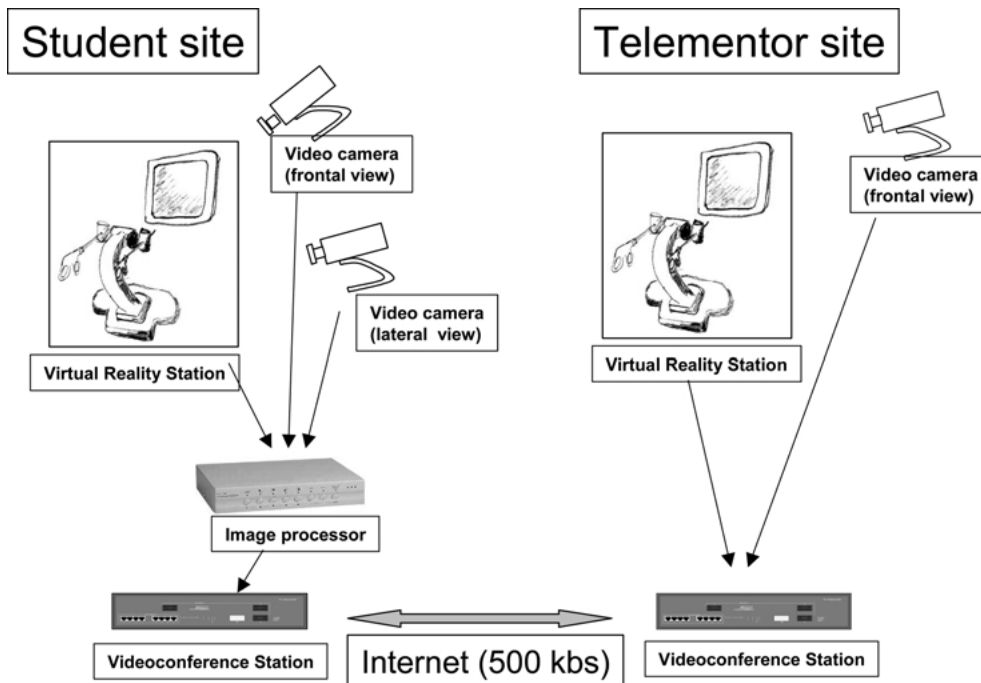 Student site
Telementor site
Video camera
(frontal view)
Video camera
(frontal view)
Video camera
(lateral view)
Virtual Reality Station
Virtual Reality Station
Image processor
Videoconference Station
Internet (500 kbs)
Videoconference Station